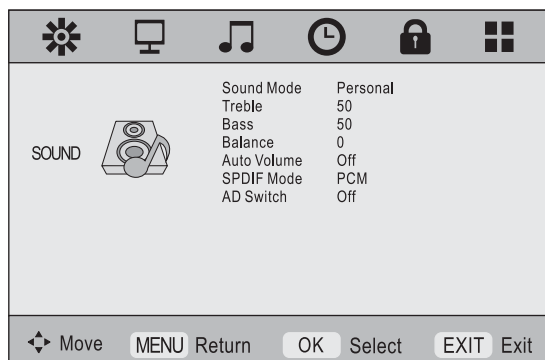 Sound Mode Personal
Treble 50
Bass 50
SOUND
Balance 0
Auto Volume Off
SPDIF Mode PCM
AD Switch Off
Move MENU Return OK Select EXIT Exit